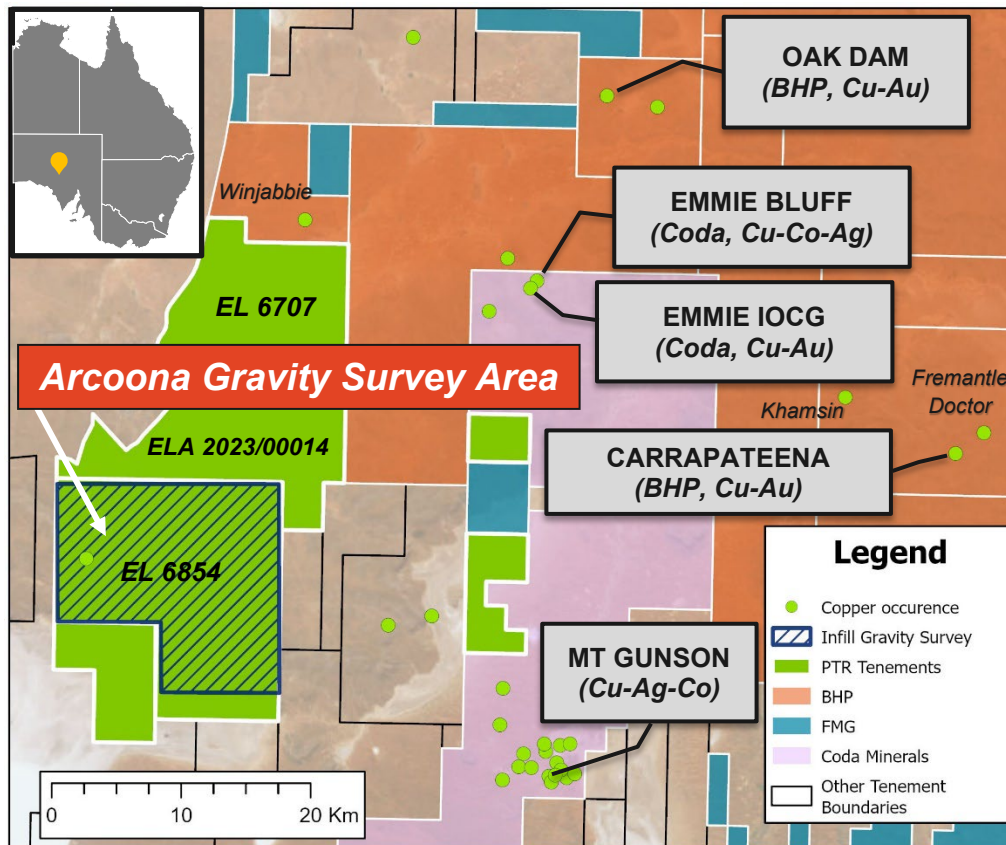 OAK DAM
(BHP, Cu-Au)
Winjabbie
EMMIE BLUFF
(Coda, Cu-Co-Ag)
EL 6707
EMMIE IOCG
(Coda, Cu-Au)
Arcoona Gravity Survey Area
Khamsin
Fremantle
Doctor
ELA 2023/00014
CARRAPATEENA
(BHP, Cu-Au)
EL 6854
Legend
Copper occurence
Infill Gravity Survey
PTR Tenements
BHP
FMG
Coda Minerals
Other Tenement
Boundaries
MT GUNSON
(Cu-Ag-Co)
0 10 20 Km